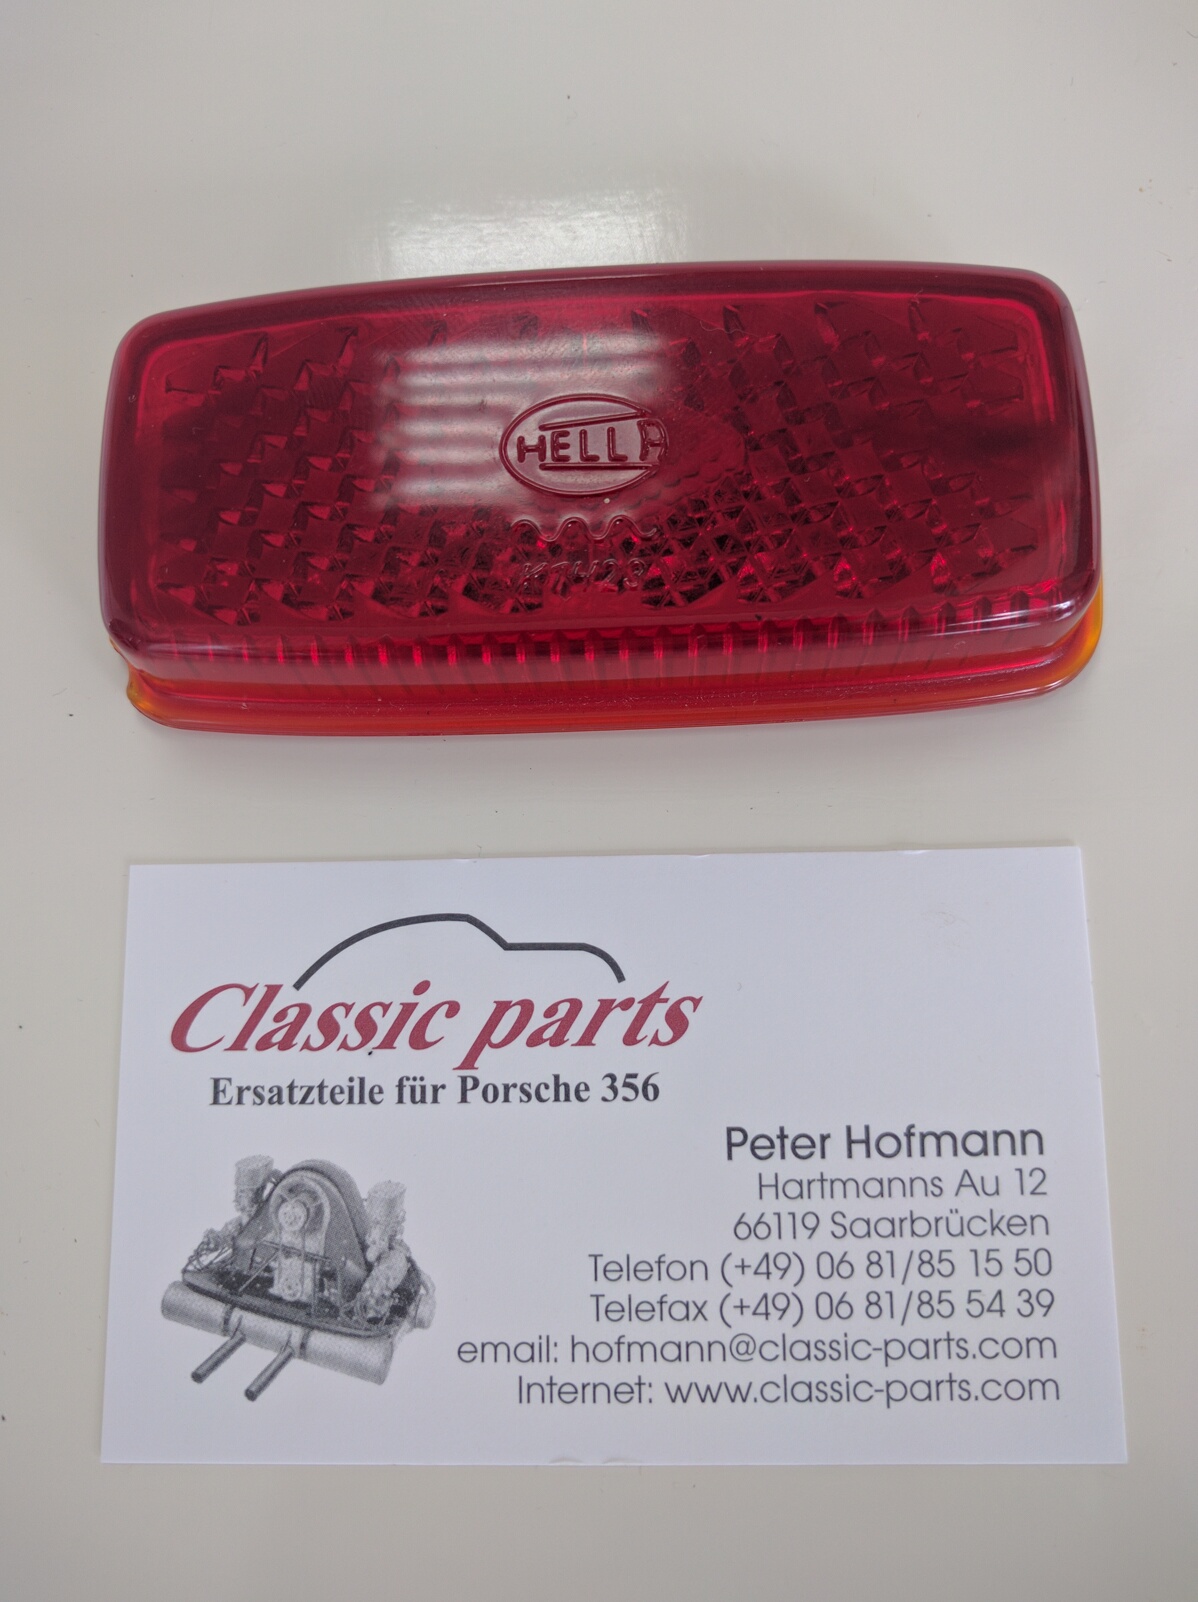 HELLA
K1423
Classic parts
Ersatzteile für Porsche 356
Peter Hofmann
Hartmanns Au 12
66119 Saarbrücken
Telefon (+49) 06 81/85 15 50
Telefax (+49) 06 81/85 54 39
email: hofmann@classic-parts.com
Internet: www.classic-parts.com